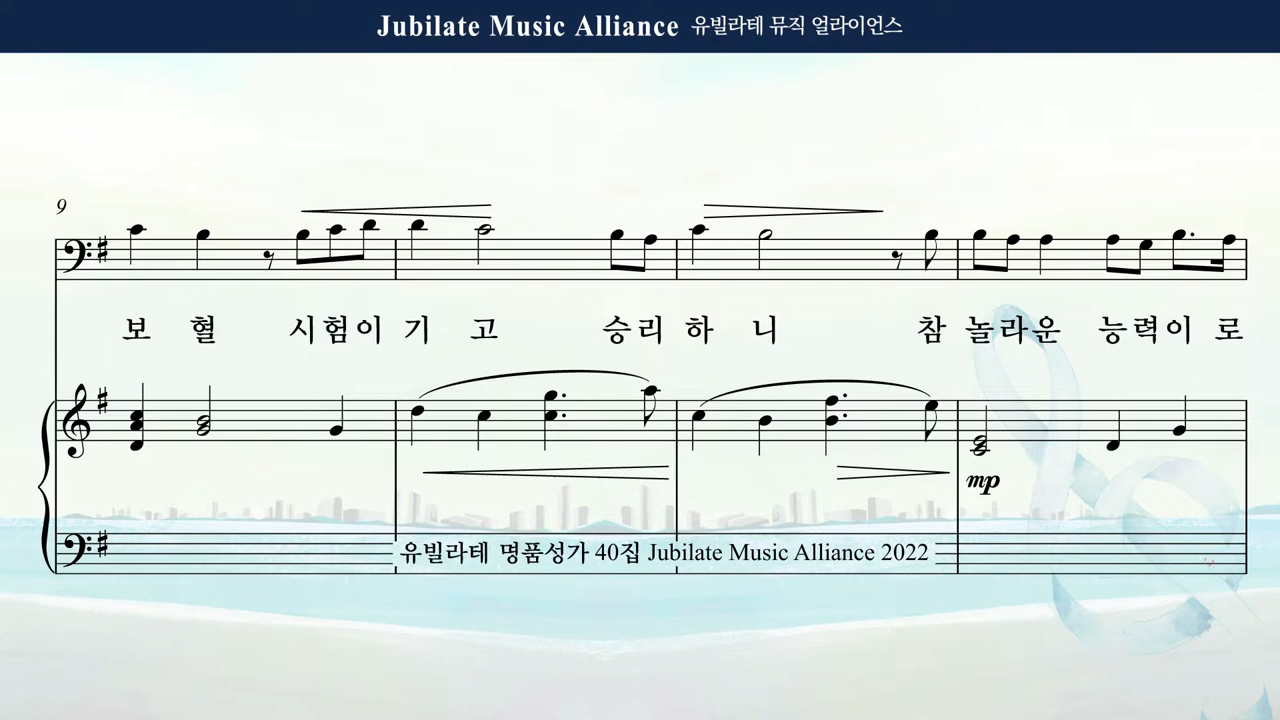 Jubilate Music Alliance 유빌라테 뮤직 얼라이언스
9
보 혈 시험이 기 고 승리 하 니 참 놀라운 능력이 로
mp
유빌라테 명품성가 40집 Jubilate Music Alliance 2022